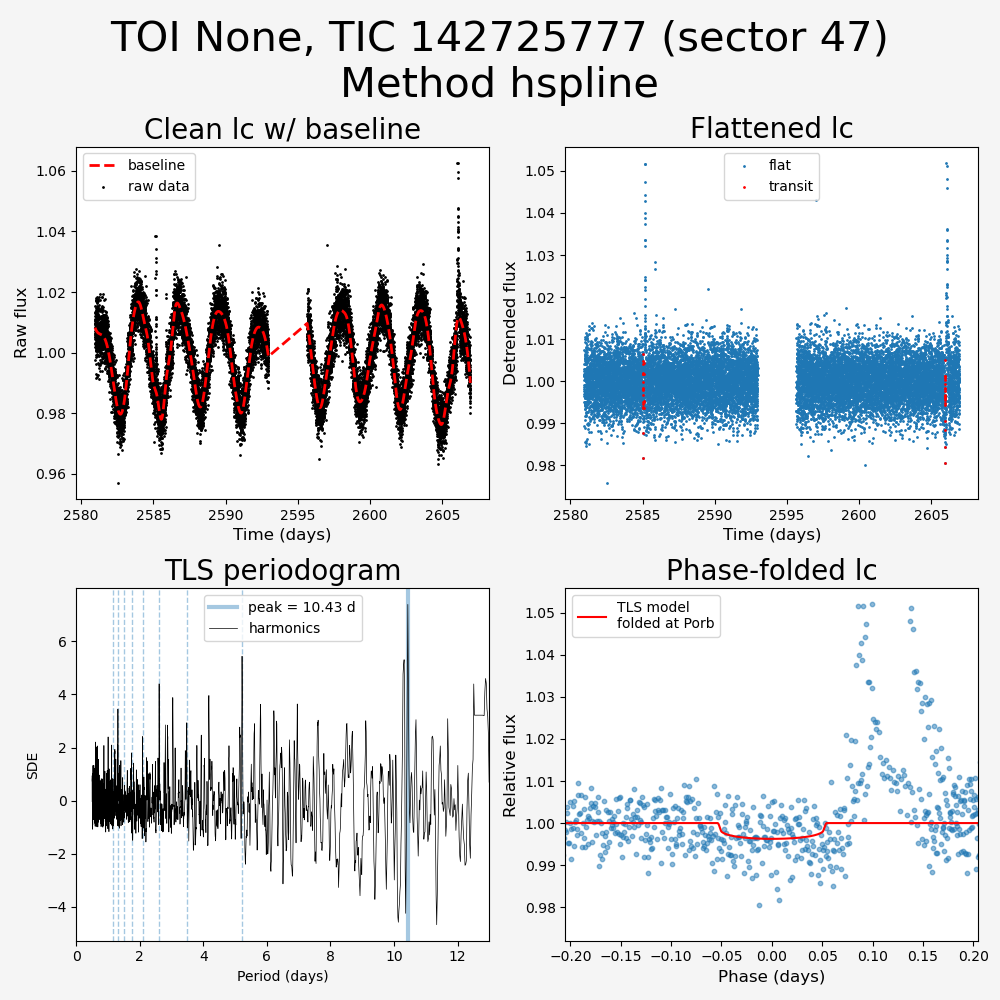 TOI None, TIC 142725777 (sector 47)
Method hspline
Clean lc w/ baseline
baseline
raw data
1.06
1.04
1.02
1.00
0.98
0.96
Raw flux
2580
2585
2590
2595
2600
2605
Time (days)
Flattened lc
flat
transit
1.05
1.04
1.03
1.02
1.01
1.00
0.99
0.98
Detrended flux
2580
2585
2590
2595
2600
2605
Time (days)
TLS periodogram
peak = 10.43 d
harmonics
6
4
2
0
−2
−4
SDE
0
2
4
6
8
10
12
Period (days)
Phase-folded lc
TLS model
folded at Porb
1.05
1.04
1.03
1.02
1.01
1.00
0.99
0.98
Relative flux
−0.20
−0.15
−0.10
−0.05
0.00
0.05
0.10
0.15
0.20
Phase (days)